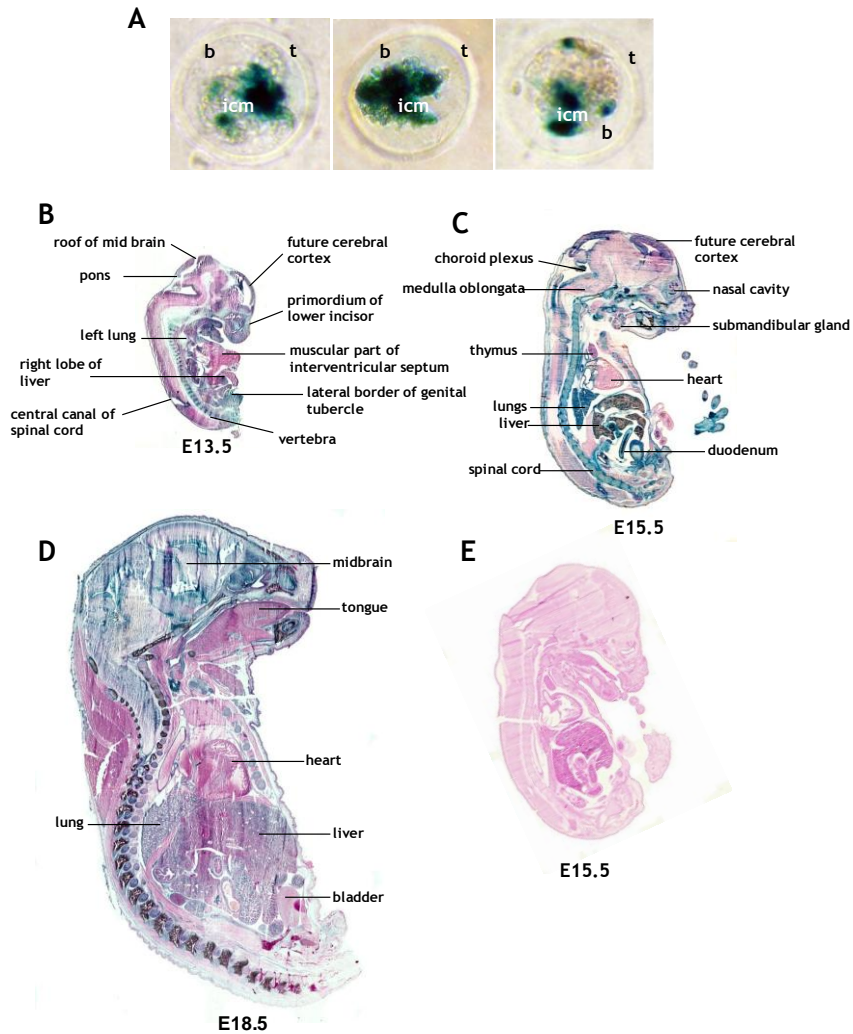 A
b
t
icm
b
t
icm
t
icm
b
B
roof of mid brain
pons
left lung
right lobe of
liver
central canal of
spinal cord
future cerebral
cortex
primordium of
lower incisor
muscular part of
interventricular septum
lateral border of genital
tubercle
vertebra
E13.5
C
choroid plexus
medulla oblongata
thymus
lungs
liver
spinal cord
future cerebral
cortex
nasal cavity
submandibular gland
heart
duodenum
E15.5
D
midbrain
tongue
heart
lung
liver
bladder
E18.5
E
E15.5